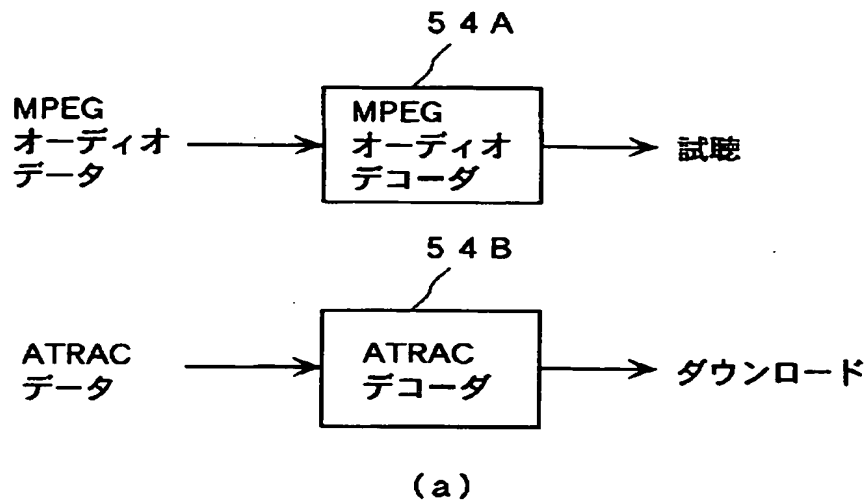 ５４Ａ
MPEG
オーディオ
データ
MPEG
オーディオ
デコーダ
試聴
５４Ｂ
ATRAC
データ
ATRAC
デコーダ
ダウンロード
(a)